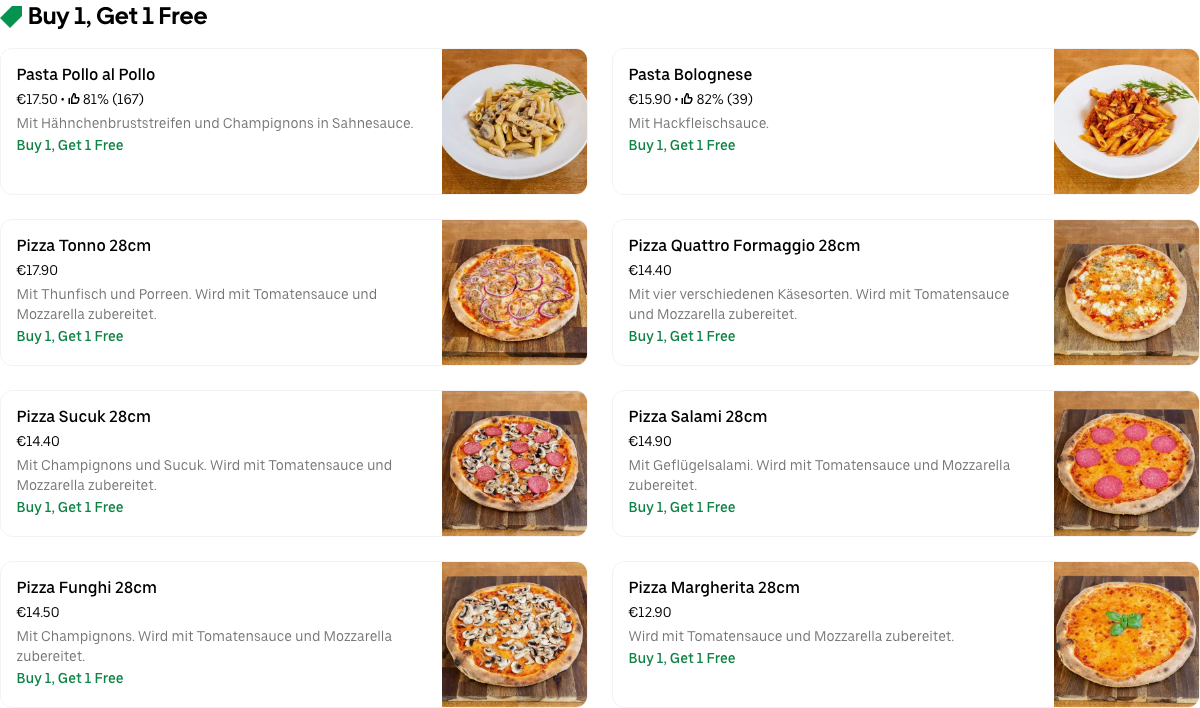 Buy 1, Get 1 Free
Pasta Pollo al Pollo
€17.50 • 81% (167)
Mit Hähnchenbruststreifen und Champignons in Sahnesauce.
Buy 1, Get 1 Free
Pasta Bolognese
€15.90 • 82% (39)
Mit Hackfleischsauce.
Buy 1, Get 1 Free
Pizza Tonno 28cm
€17.90
Mit Thunfisch und Porreen. Wird mit Tomatensauce und
Mozzarella zubereitet.
Buy 1, Get 1 Free
Pizza Quattro Formaggio 28cm
€14.40
Mit vier verschiedenen Käsesorten. Wird mit Tomatensauce
und Mozzarella zubereitet.
Buy 1, Get 1 Free
Pizza Sucuk 28cm
€14.40
Mit Champignons und Sucuk. Wird mit Tomatensauce und
Mozzarella zubereitet.
Buy 1, Get 1 Free
Pizza Salami 28cm
€14.90
Mit Geflügelsalami. Wird mit Tomatensauce und Mozzarella
zubereitet.
Buy 1, Get 1 Free
Pizza Funghi 28cm
€14.50
Mit Champignons. Wird mit Tomatensauce und Mozzarella
zubereitet.
Buy 1, Get 1 Free
Pizza Margherita 28cm
€12.90
Wird mit Tomatensauce und Mozzarella zubereitet.
Buy 1, Get 1 Free